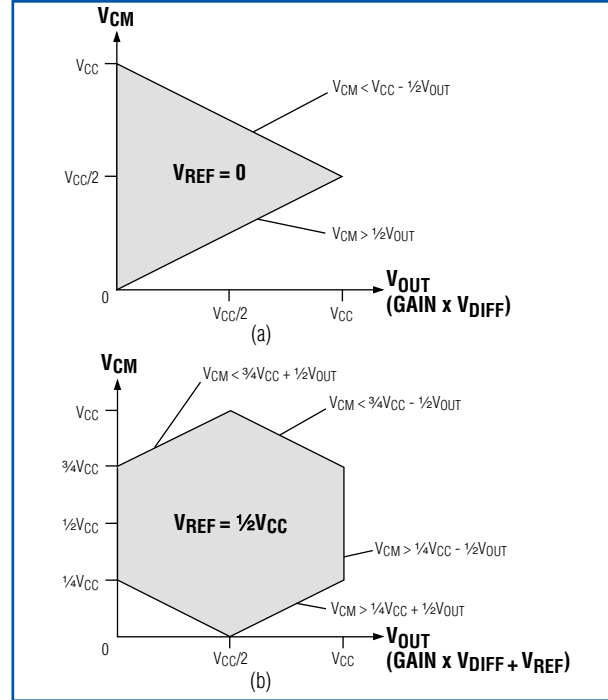 VCM
VCC
VCM < VCC - ½VOUT
VCC/2
VREF = 0
VCM > ½VOUT
0
VCC/2
VCC
VOUT
(GAIN x VDIFF)
(a)
VCM
VCM < ¾VCC + ½VOUT
VCC
VCM < ¾VCC - ½VOUT
¾VCC
½VCC
VREF = ½VCC
VCM > ¼VCC - ½VOUT
¼VCC
VCM > ¼VCC + ½VOUT
0
VCC/2
VCC
VOUT
(GAIN x VDIFF + VREF)
(b)